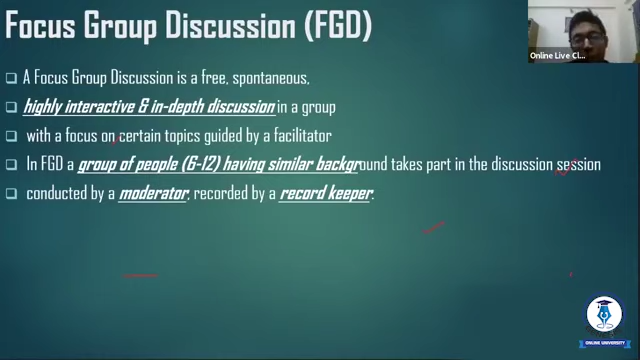 Focus Group Discussion (FGD)
A Focus Group Discussion is a free, spontaneous,
highly interactive & in-depth discussion in a group
with a focus on certain topics guided by a facilitator
In FGD a group of people (6-12) having similar background takes part in the discussion session
conducted by a moderator, recorded by a record keeper.
Online Live Cl...
ONLINE UNIVERSITY